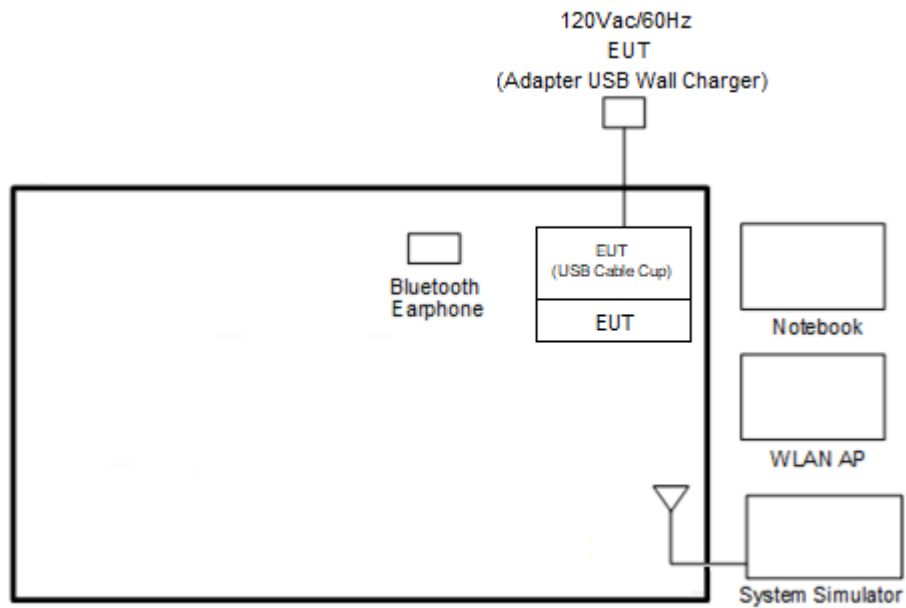 120Vac/60Hz
EUT
(Adapter USB Wall Charger)
EUT
(USB Cable Cup)
EUT
Bluetooth
Earphone
Notebook
WLAN AP
System Simulator